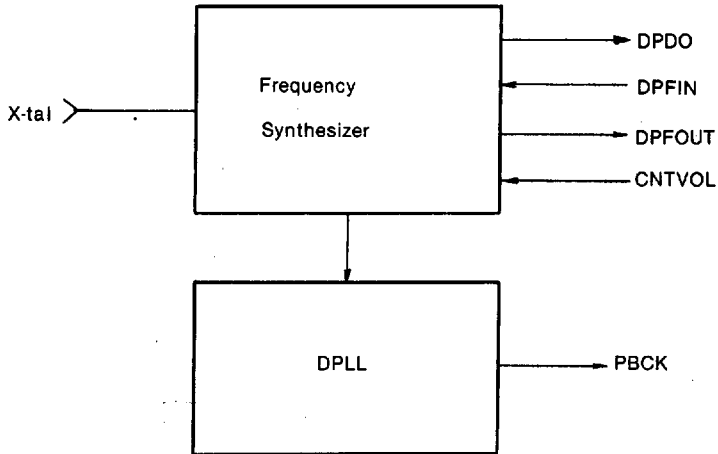 DPDO
Frequency
DPFIN
X-tal
Synthesizer
DPFOUT
CNTVOL
DPLL
PBCK